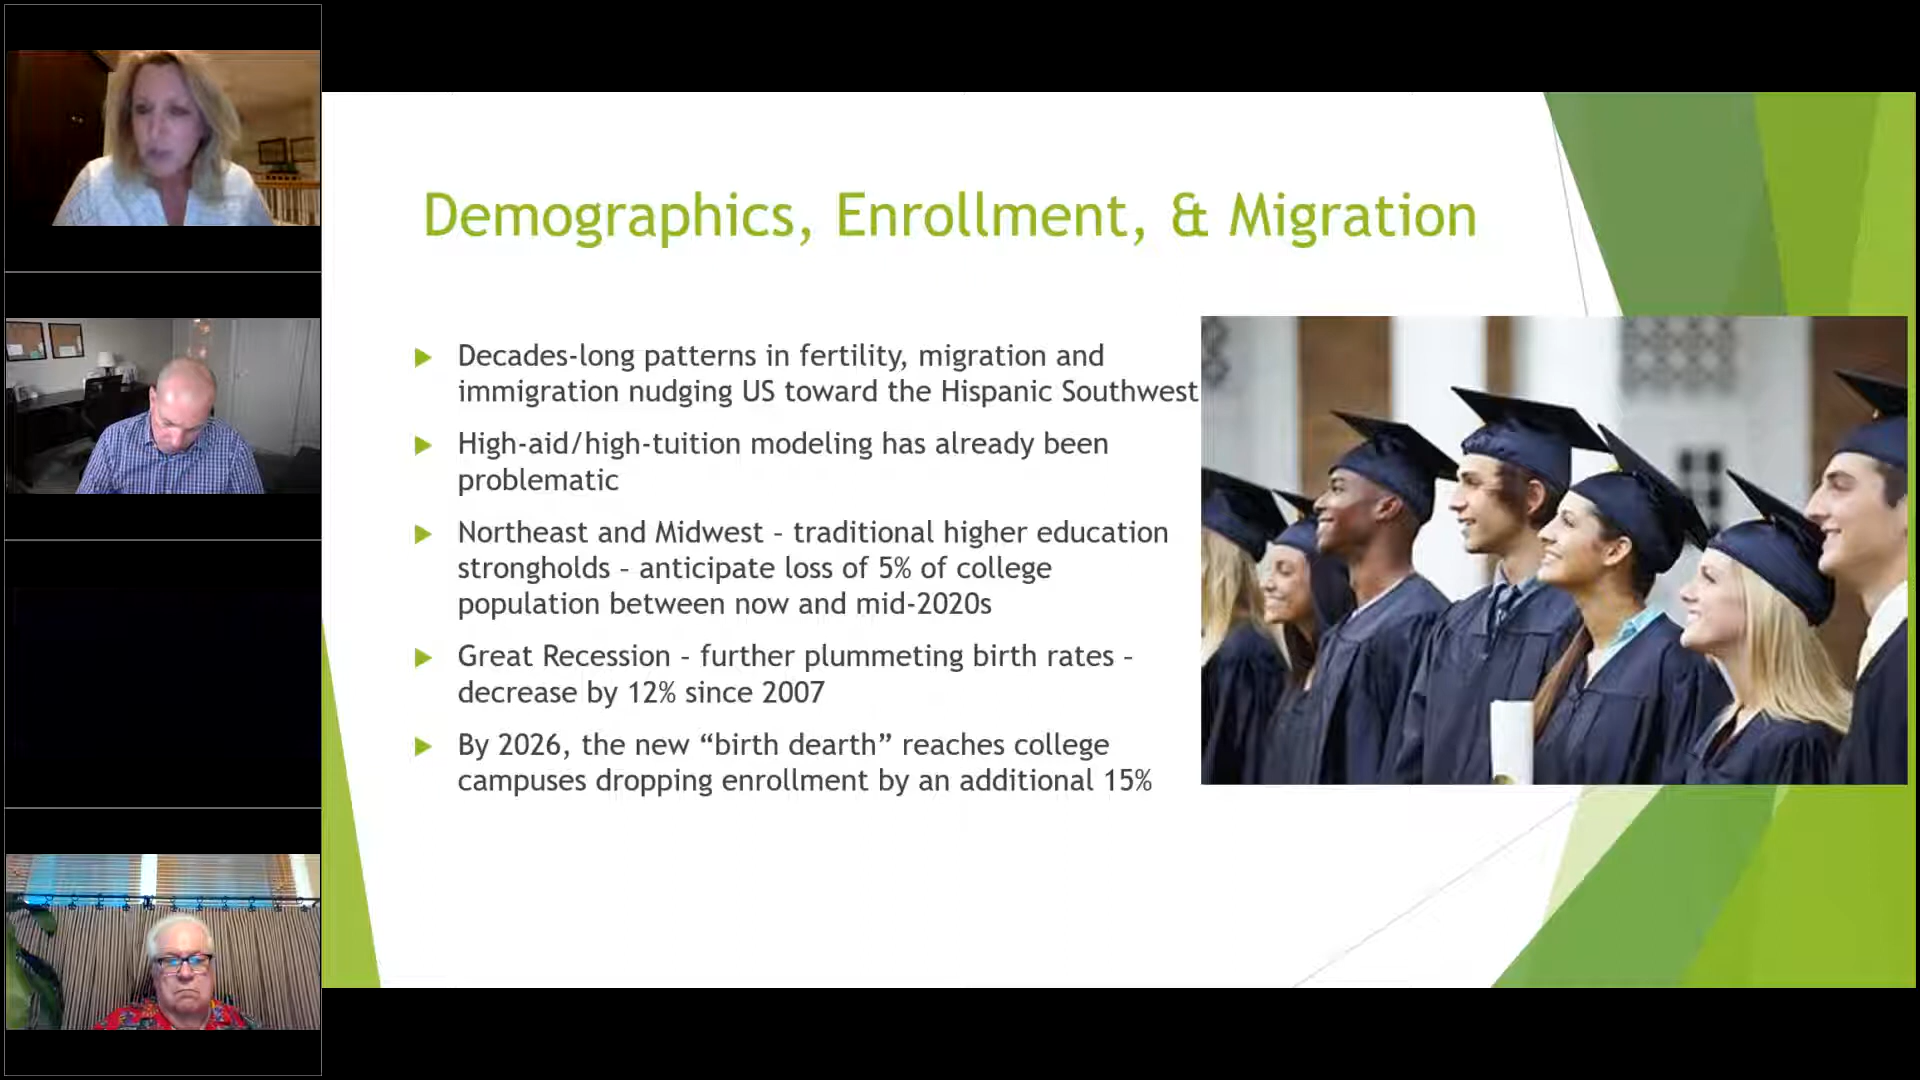 Demographics, Enrollment, & Migration
Decades-long patterns in fertility, migration and
immigration nudging US toward the Hispanic Southwest
High-aid/high-tuition modeling has already been
problematic
Northeast and Midwest – traditional higher education
strongholds – anticipate loss of 5% of college
population between now and mid-2020s
Great Recession – further plummeting birth rates –
decrease by 12% since 2007
By 2026, the new “birth dearth” reaches college
campuses dropping enrollment by an additional 15%